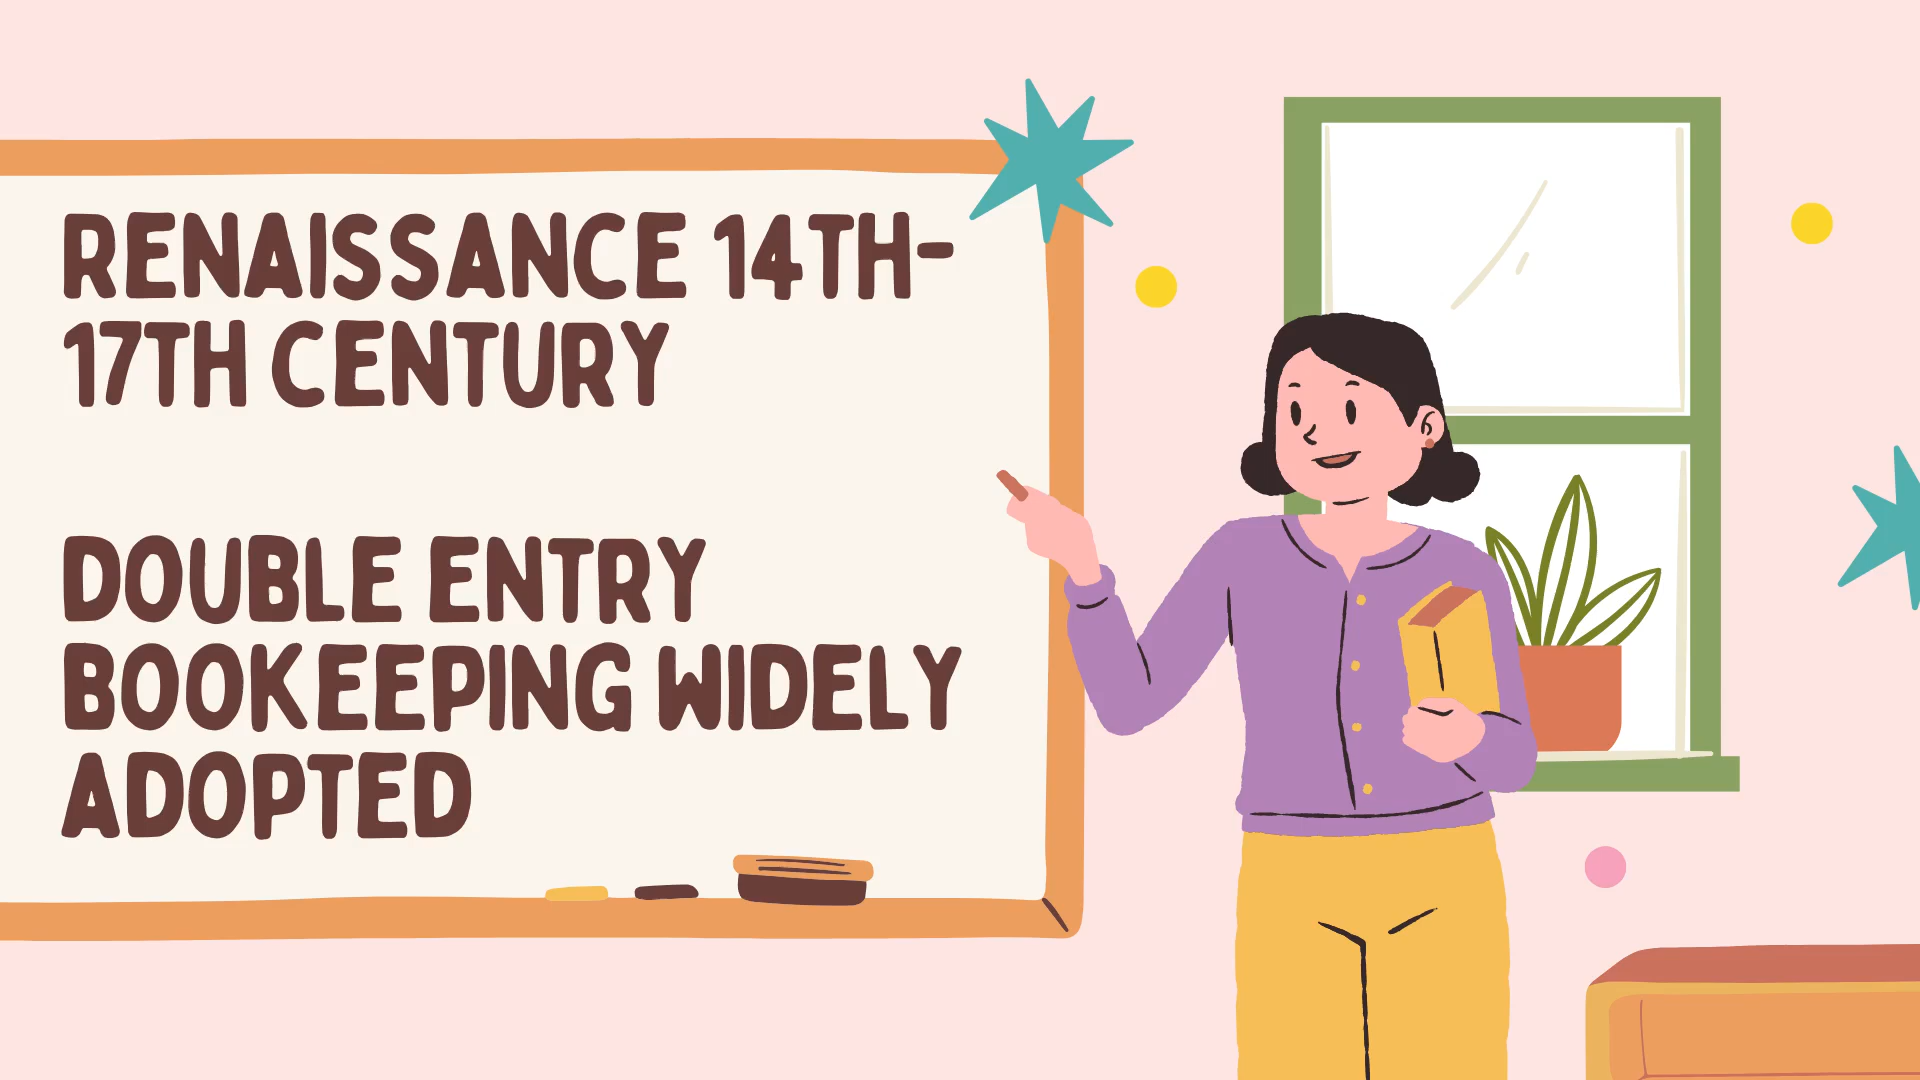 RENAISSANCE 14TH-
17TH CENTURY
DOUBLE ENTRY
BOOKEEPING WIDELY
ADOPTED